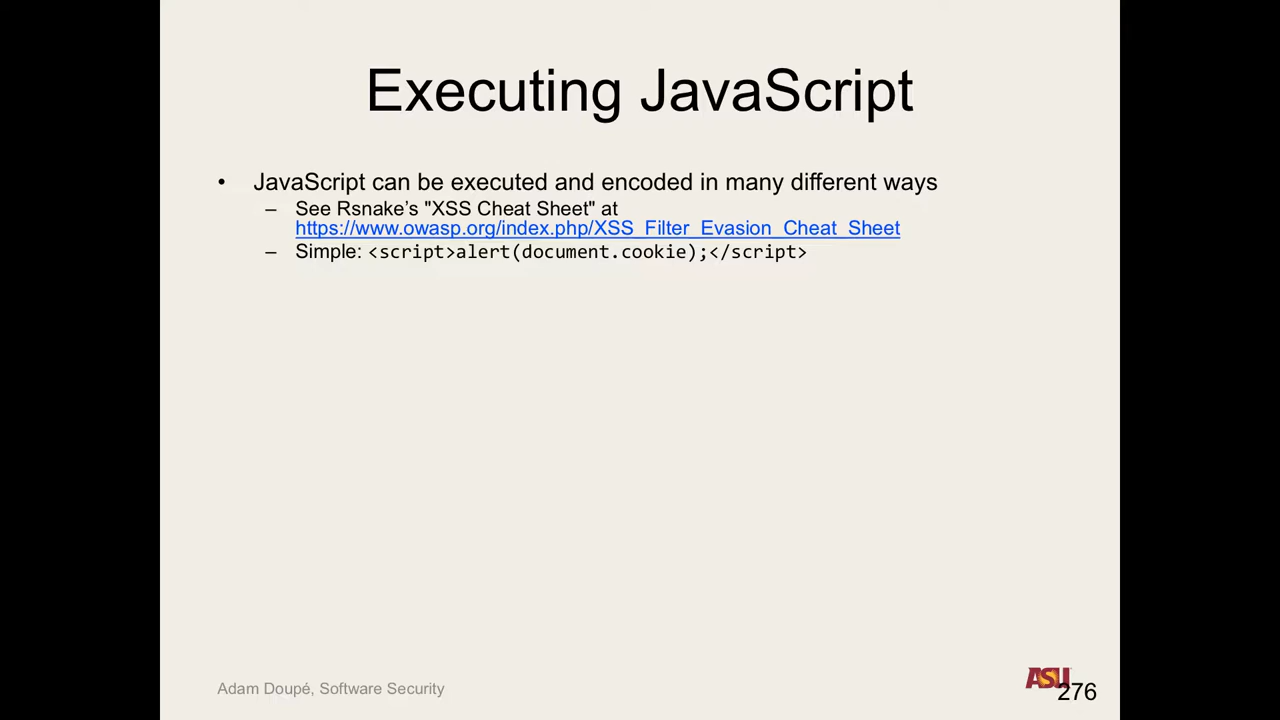 Executing JavaScript
• JavaScript can be executed and encoded in many different ways
– See Rsnake’s "XSS Cheat Sheet" at
https://www.owasp.org/index.php/XSS_Filter_Evasion_Cheat_Sheet
– Simple: <script>alert(document.cookie);</script>
Adam Doupé, Software Security
ASU
276